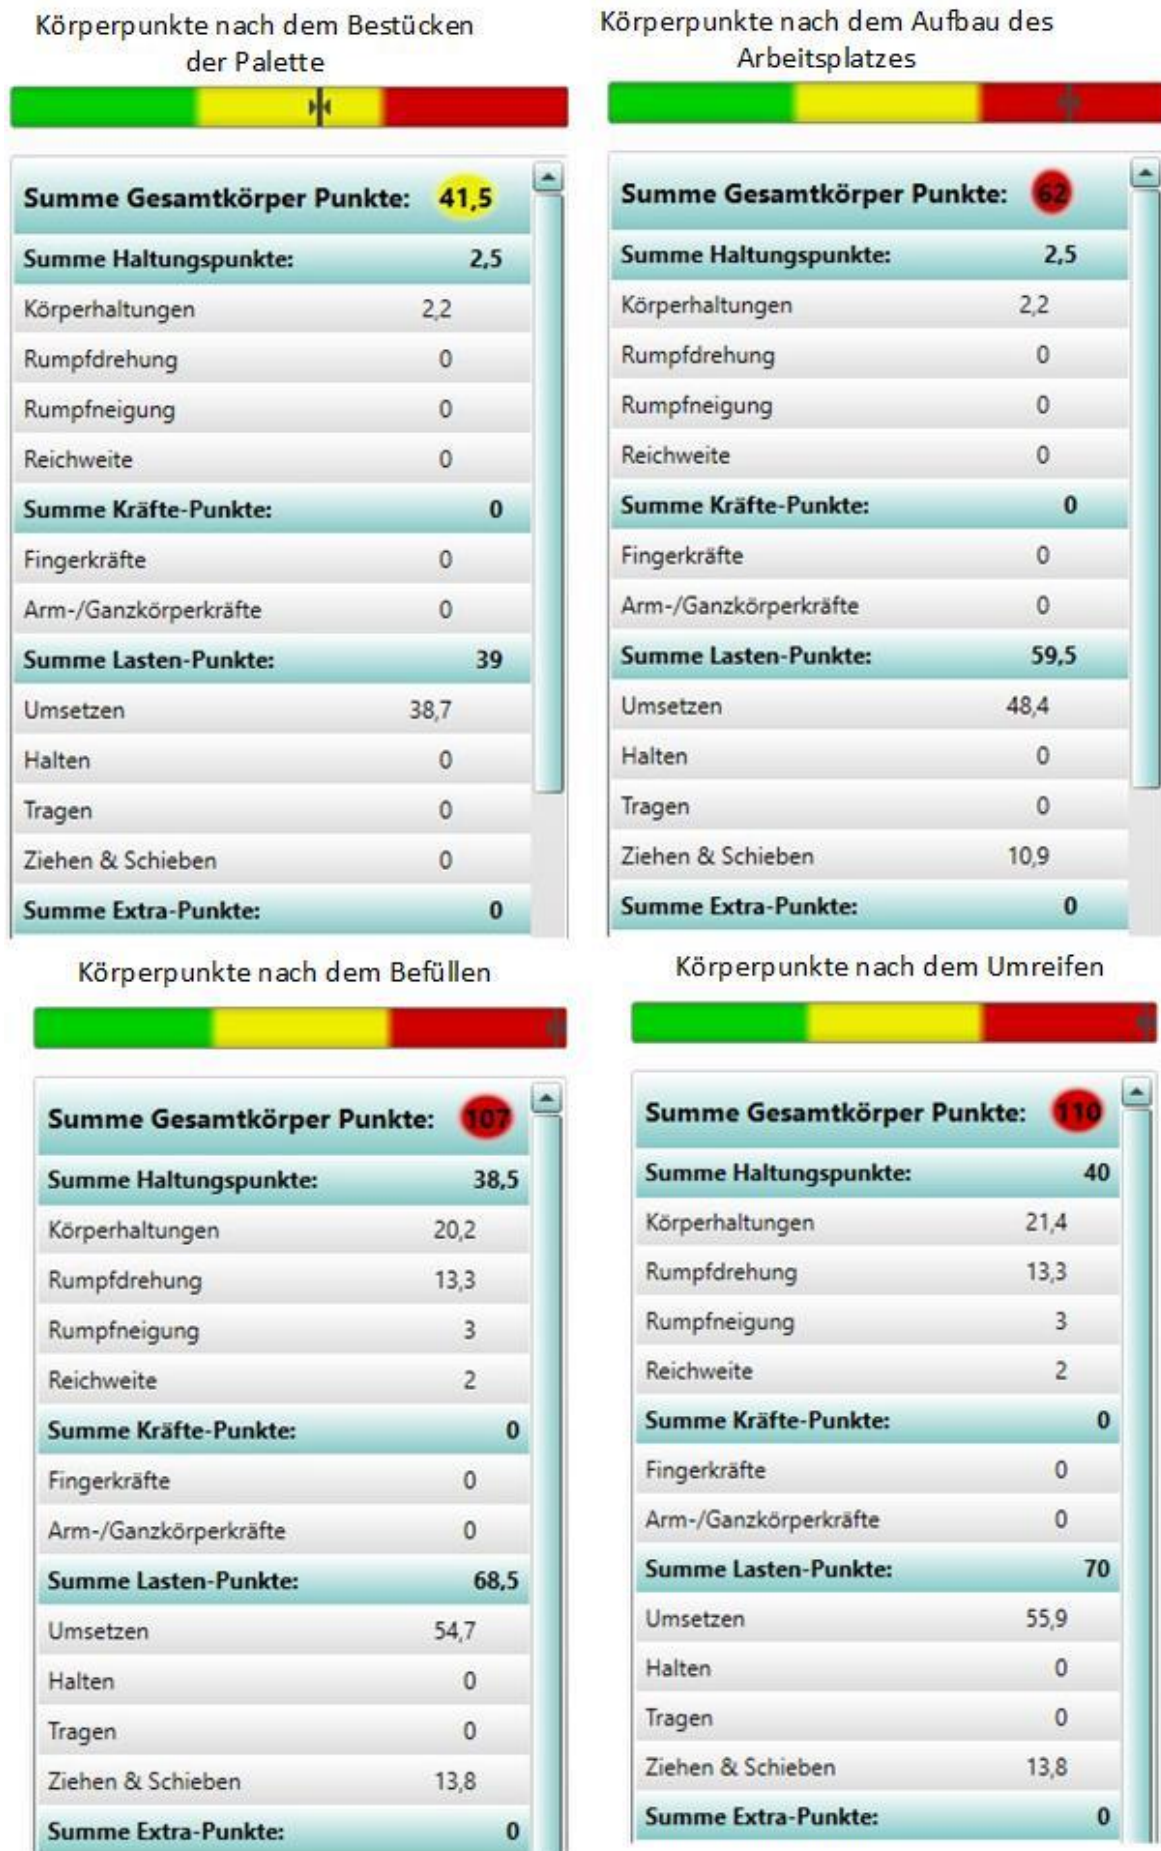 Körperpunkte nach dem Bestücken
der Palette
Summe Gesamtkörper Punkte: 41,5
Summe Haltungspunkte: 2,5
Körperhaltungen 2,2
Rumpfdrehung 0
Rumpfneigung 0
Reichweite 0
Summe Kräfte-Punkte: 0
Fingerkräfte 0
Arm-/Ganzkörperkräfte 0
Summe Lasten-Punkte: 39
Umsetzen 38,7
Halten 0
Tragen 0
Ziehen & Schieben 0
Summe Extra-Punkte: 0
Körperpunkte nach dem Aufbau des
Arbeitsplatzes
Summe Gesamtkörper Punkte: 62
Summe Haltungspunkte: 2,5
Körperhaltungen 2,2
Rumpfdrehung 0
Rumpfneigung 0
Reichweite 0
Summe Kräfte-Punkte: 0
Fingerkräfte 0
Arm-/Ganzkörperkräfte 0
Summe Lasten-Punkte: 59,5
Umsetzen 48,4
Halten 0
Tragen 0
Ziehen & Schieben 10,9
Summe Extra-Punkte: 0
Körperpunkte nach dem Befüllen
Summe Gesamtkörper Punkte: 107
Summe Haltungspunkte: 38,5
Körperhaltungen 20,2
Rumpfdrehung 13,3
Rumpfneigung 3
Reichweite 2
Summe Kräfte-Punkte: 0
Fingerkräfte 0
Arm-/Ganzkörperkräfte 0
Summe Lasten-Punkte: 68,5
Umsetzen 54,7
Halten 0
Tragen 0
Ziehen & Schieben 13,8
Summe Extra-Punkte: 0
Körperpunkte nach dem Umreifen
Summe Gesamtkörper Punkte: 110
Summe Haltungspunkte: 40
Körperhaltungen 21,4
Rumpfdrehung 13,3
Rumpfneigung 3
Reichweite 2
Summe Kräfte-Punkte: 0
Fingerkräfte 0
Arm-/Ganzkörperkräfte 0
Summe Lasten-Punkte: 70
Umsetzen 55,9
Halten 0
Tragen 0
Ziehen & Schieben 13,8
Summe Extra-Punkte: 0